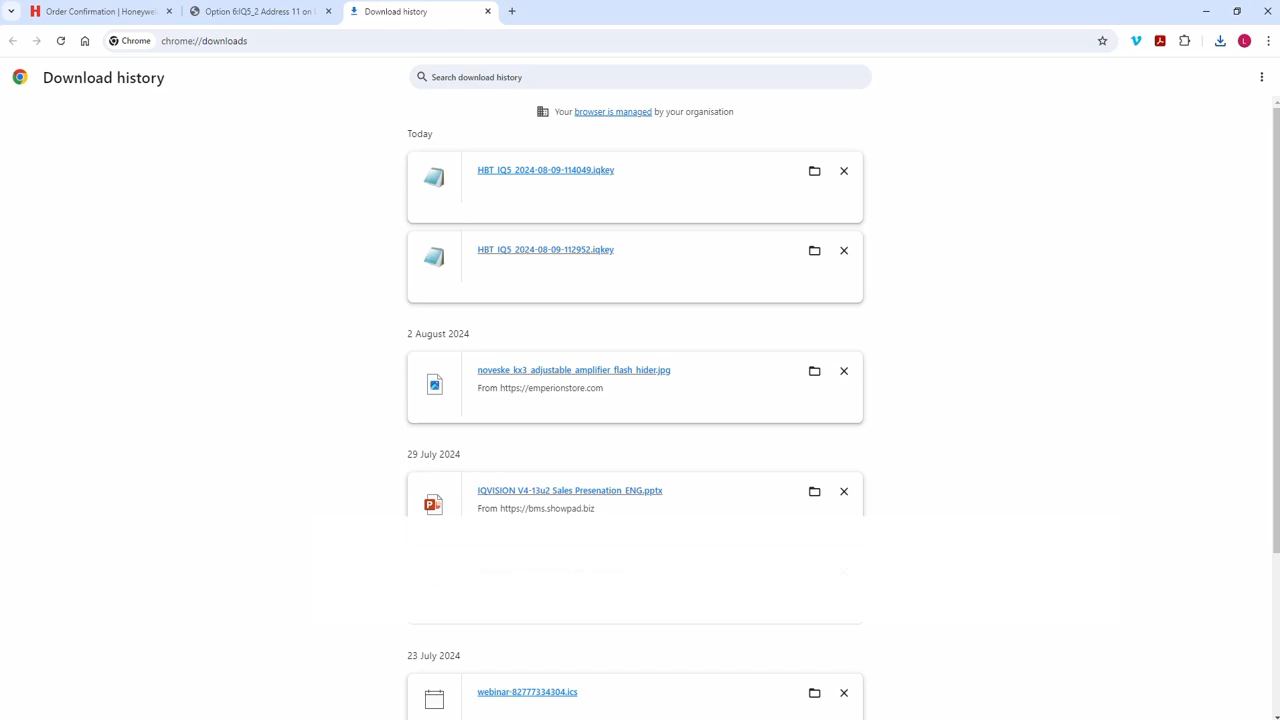 Order Confirmation | Honeywel
Option 6:IQ5_2 Address 11 on L
Download history
Chrome
chrome://downloads
L
Download history
Search download history
Your browser is managed by your organisation
Today
HBT_IQ5_2024-08-09-114049.iqkey
HBT_IQ5_2024-08-09-112952.iqkey
2 August 2024
noveske_kx3_adjustable_amplifier_flash_hider.jpg
From https://emperionstore.com
29 July 2024
IQVISION V4-13u2 Sales Presenation_ENG.pptx
From https://bms.showpad.biz
23 July 2024
webinar-82777334304.ics